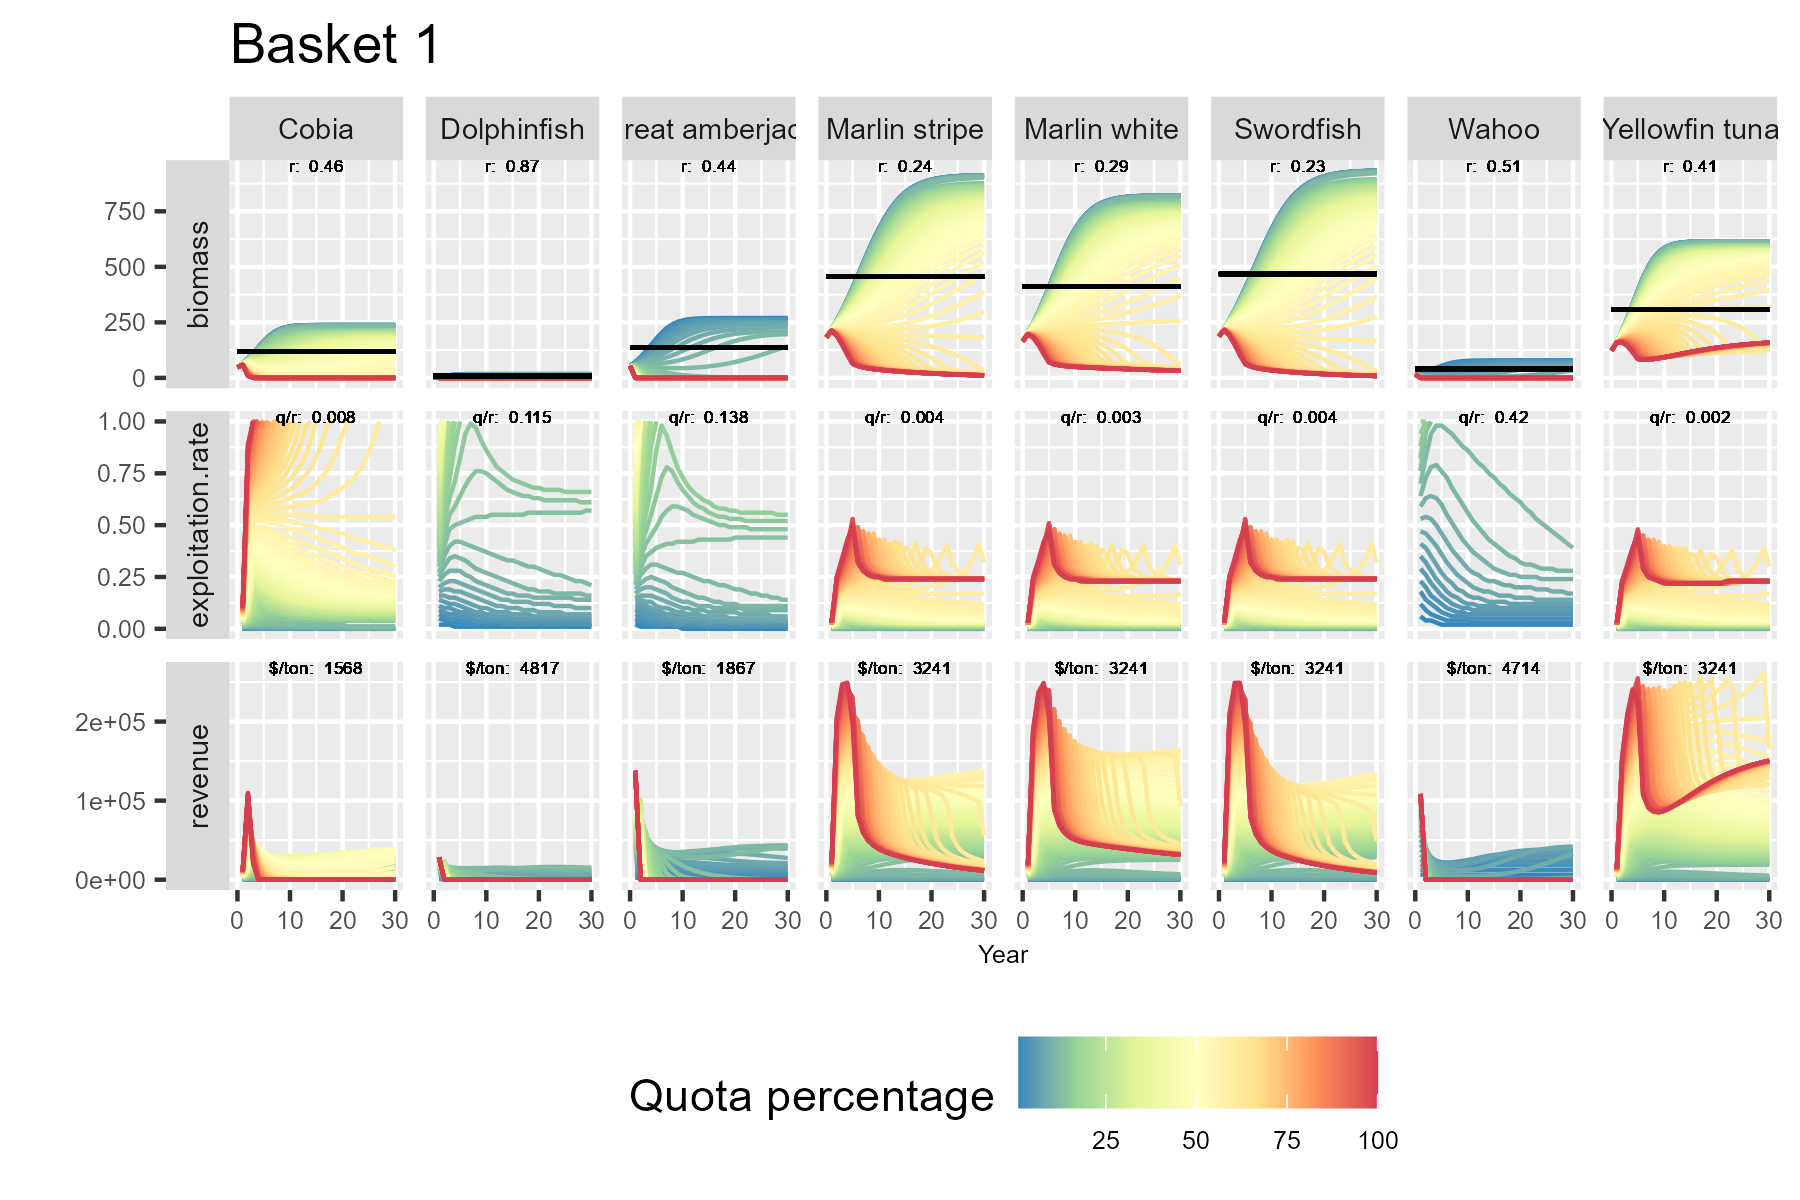 Basket 1
Cobia Dolphinfish reat amberjac Marlin stripe Marlin white Swordfish Wahoo Yellowfin tuna
r: 0.46 r: 0.87 r: 0.44 r: 0.24 r: 0.29 r: 0.23 r: 0.51 r: 0.41
biomass
750
500
250
0
q/r: 0.008 q/r: 0.115 q/r: 0.138 q/r: 0.004 q/r: 0.003 q/r: 0.004 q/r: 0.42 q/r: 0.002
exploitation.rate
1.00
0.75
0.50
0.25
0.00
$/ton: 1568 $/ton: 4817 $/ton: 1867 $/ton: 3241 $/ton: 3241 $/ton: 3241 $/ton: 4714 $/ton: 3241
revenue
2e+05
1e+05
0e+00
0 10 20 30 0 10 20 30 0 10 20 30 0 10 20 30 0 10 20 30 0 10 20 30 0 10 20 30 0 10 20 30
Year
Quota percentage
25 50 75 100